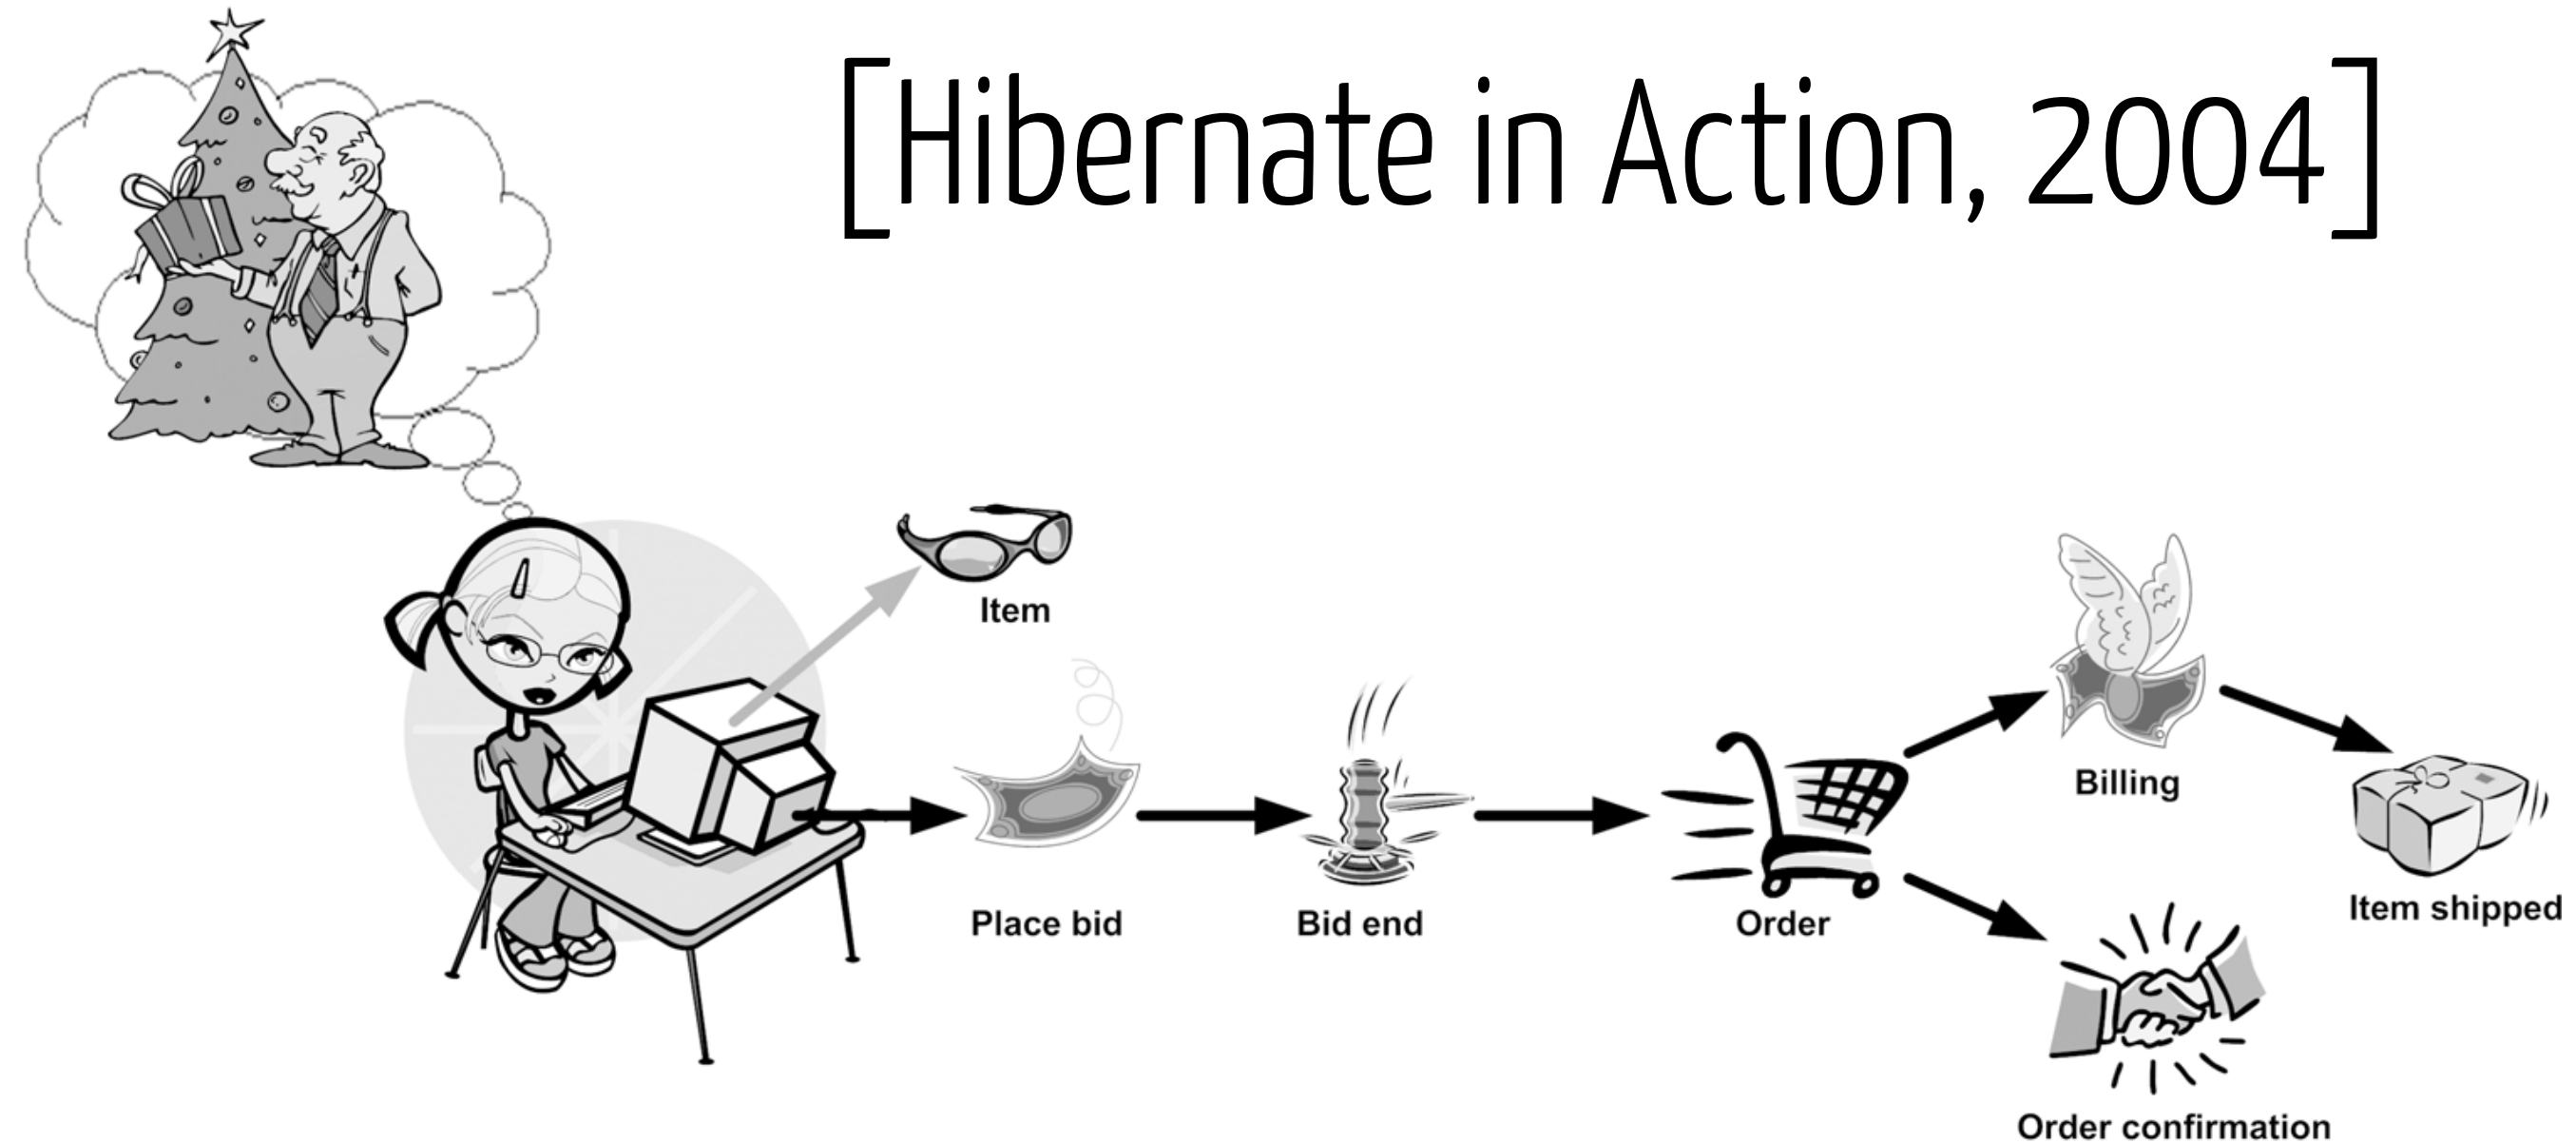 [Hibernate in Action, 2004]
Item
Place bid
Bid end
Order
Billing
Item shipped
Order confirmation